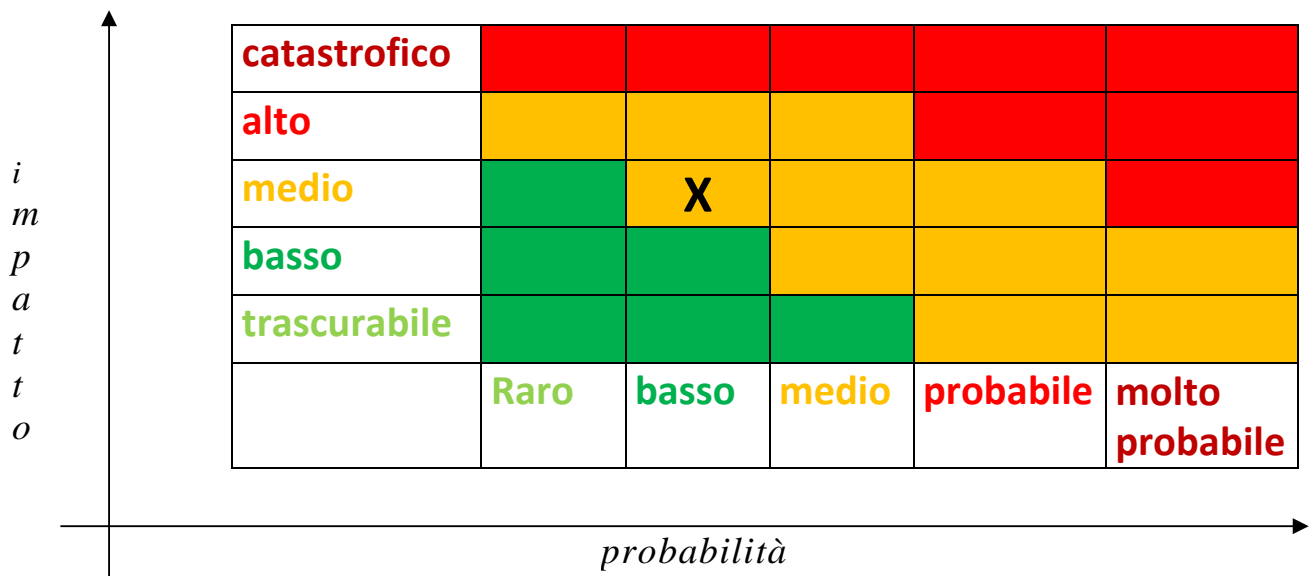 catastrofico
alto
medio
X
basso
trascurabile
Raro
basso
medio
probabile
molto
probabile
i
m
p
a
t
t
o
probabilità